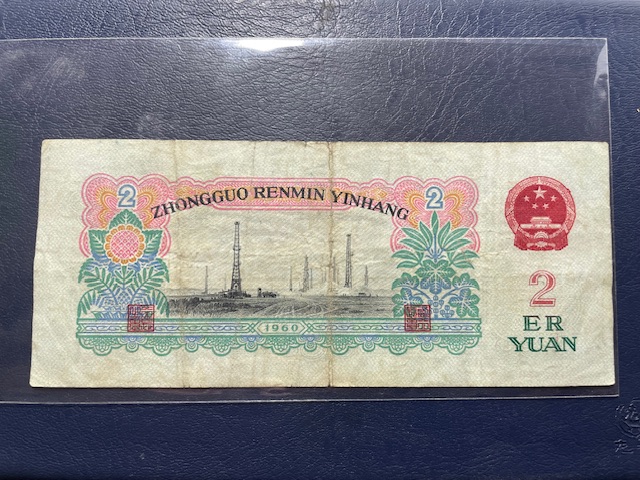 2 2
ZHONGGUO RENMIN YINHANG
1960
2
ER
YUAN